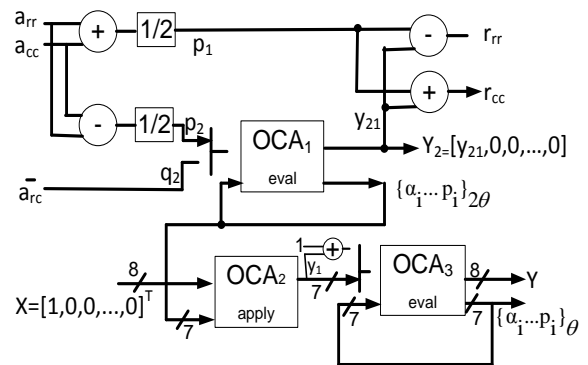 a_rr
+
1/2
p_1
-
r_rr
a_cc
+
r_cc
-
1/2
p_2
y_21
OCA_1
Y_2=[y_21,0,0,...,0]
q_2
eval
a̅_rc
{α_i... p_i}_2θ
1
+
8
OCA_2
y_1
OCA_3
8
Y
X=[1,0,0,...,0]^T
7
apply
7
7
eval
7
{α_i... p_i}_θ